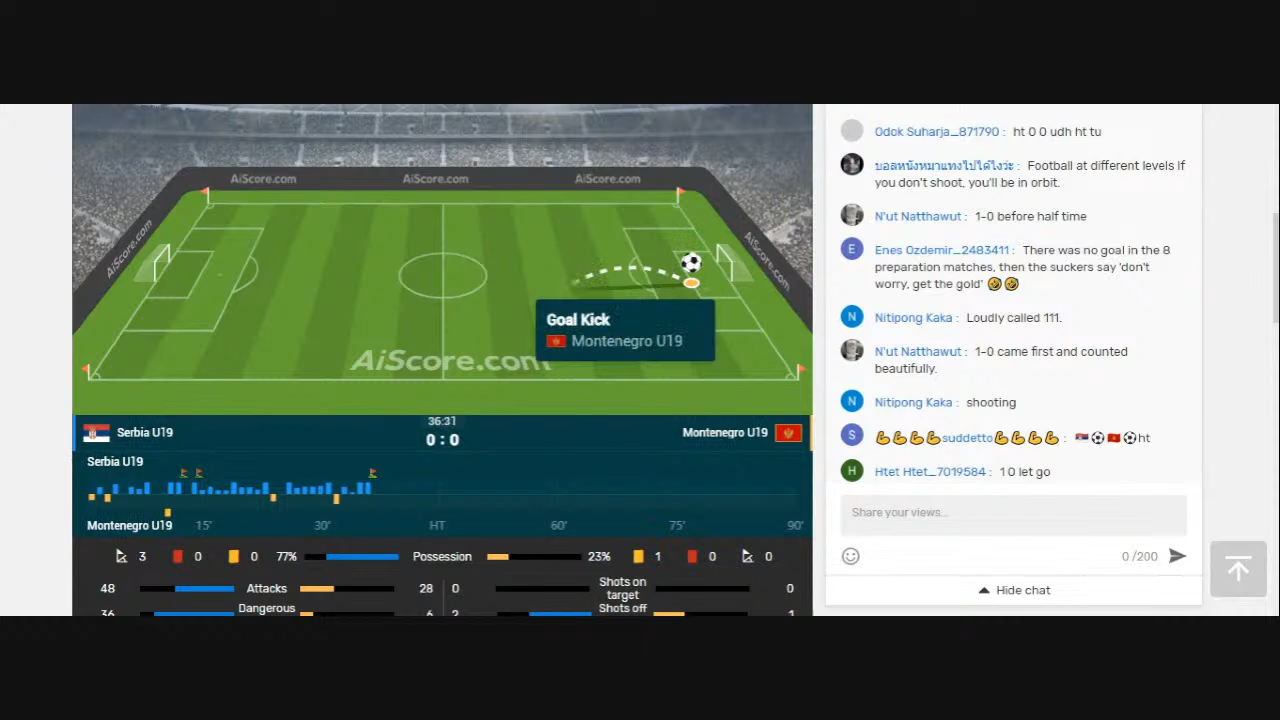 AiScore.com
AiScore.com
AiScore.com
AiScore.com
AiScore.com
Goal Kick
Montenegro U19
AiScore.com
Serbia U19
36:31
0 : 0
Montenegro U19
Serbia U19
Montenegro U19
15'
30'
HT
60'
75'
90'
3 0 0 77% Possession 23% 1 0 0
48 Attacks 28 0 Shots on target 0
36 Dangerous 6 2 Shots off 1
Odok Suharja_871790 : ht 0 0 udh ht tu
บอลหนังหมาแทงไปได้ไงว่ะ : Football at different levels If
you don't shoot, you'll be in orbit.
N'ut Natthawut : 1-0 before half time
E
Enes Ozdemir_2483411 : There was no goal in the 8
preparation matches, then the suckers say 'don't
worry, get the gold' 🤣🤣
N
Nitipong Kaka : Loudly called 111.
N'ut Natthawut : 1-0 came first and counted
beautifully.
N
Nitipong Kaka : shooting
S
💪💪💪💪suddetto💪💪💪💪 : 🇷🇸⚽🇲🇪⚽ht
H
Htet Htet_7019584 : 1 0 let go
Share your views...
0 /200
Hide chat